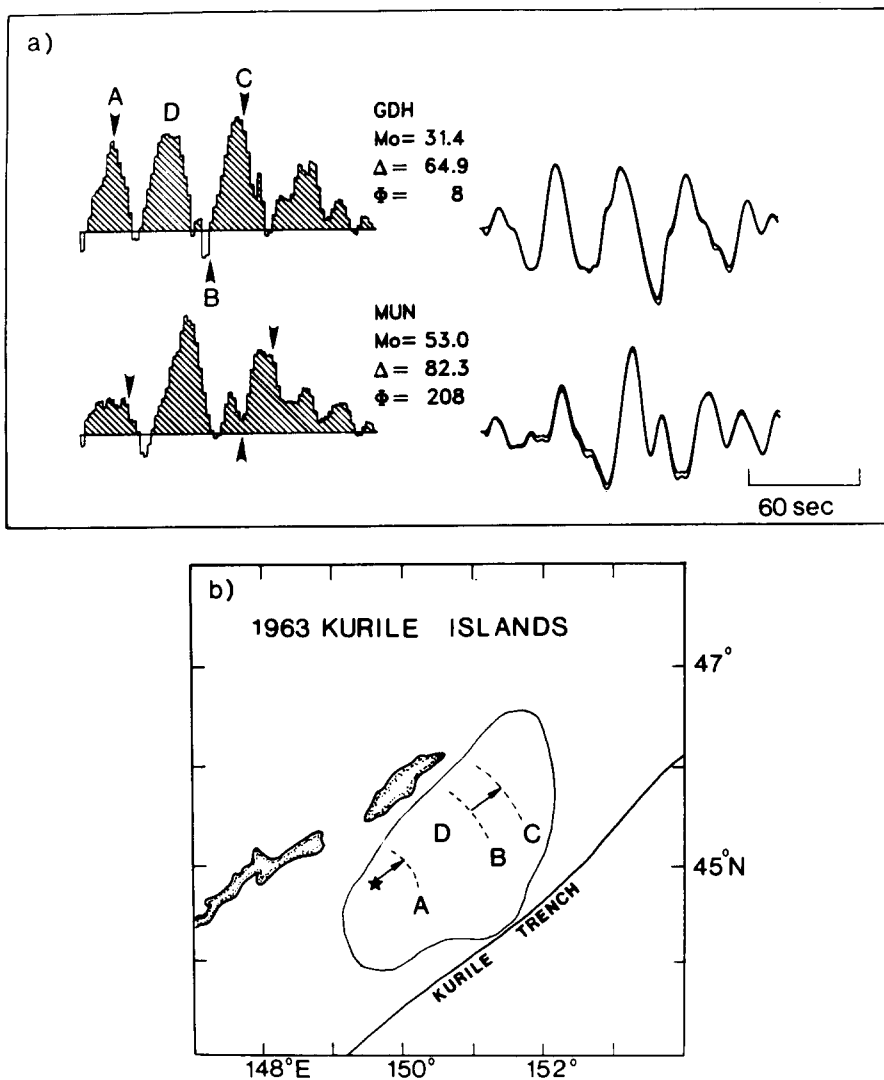 a)
A
D
C
B
GDH
Mo= 31.4
Δ= 64.9
Φ= 8
MUN
Mo= 53.0
Δ= 82.3
Φ= 208
60 sec
b)
1963 KURILE ISLANDS
47°
45°N
D
C
B
A
KURILE TRENCH
148°E
150°
152°